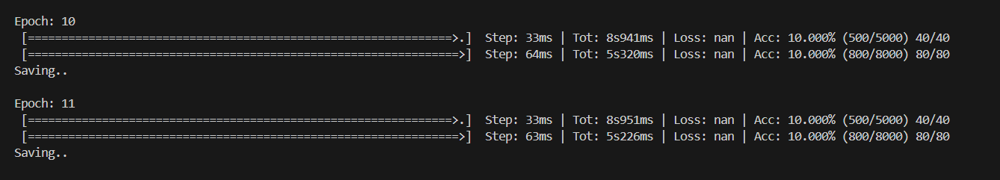 Epoch: 10
[===============================================================>.] Step: 33ms | Tot: 8s941ms | Loss: nan | Acc: 10.000% (500/5000) 40/40
[================================================================>] Step: 64ms | Tot: 5s320ms | Loss: nan | Acc: 10.000% (800/8000) 80/80
Saving..
Epoch: 11
[===============================================================>.] Step: 33ms | Tot: 8s951ms | Loss: nan | Acc: 10.000% (500/5000) 40/40
[================================================================>] Step: 63ms | Tot: 5s226ms | Loss: nan | Acc: 10.000% (800/8000) 80/80
Saving..